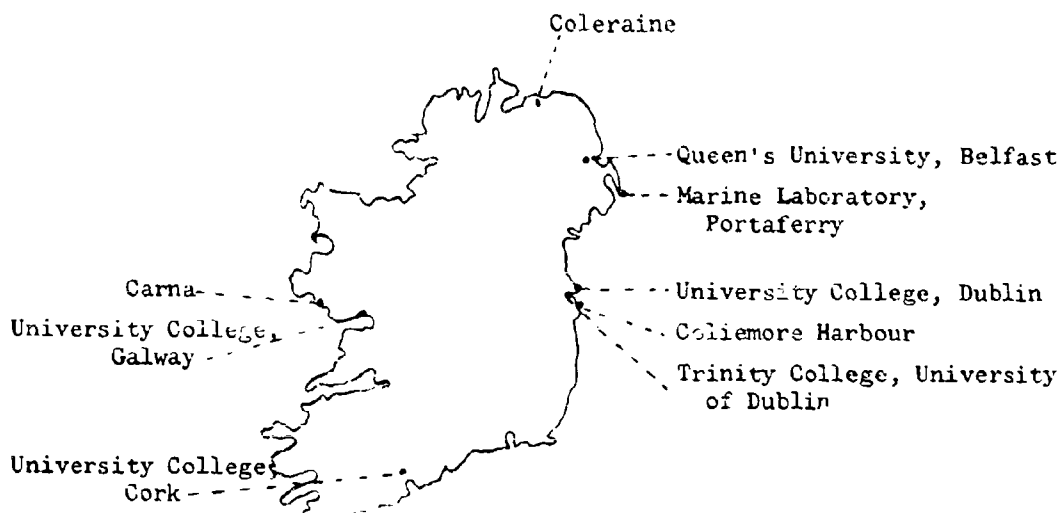 Coleraine
Queen's University, Belfast
Marine Laboratory,
Portaferry
Carna
University College,
Galway
University College, Dublin
Coliemore Harbour
Trinity College, University
of Dublin
University College,
Cork